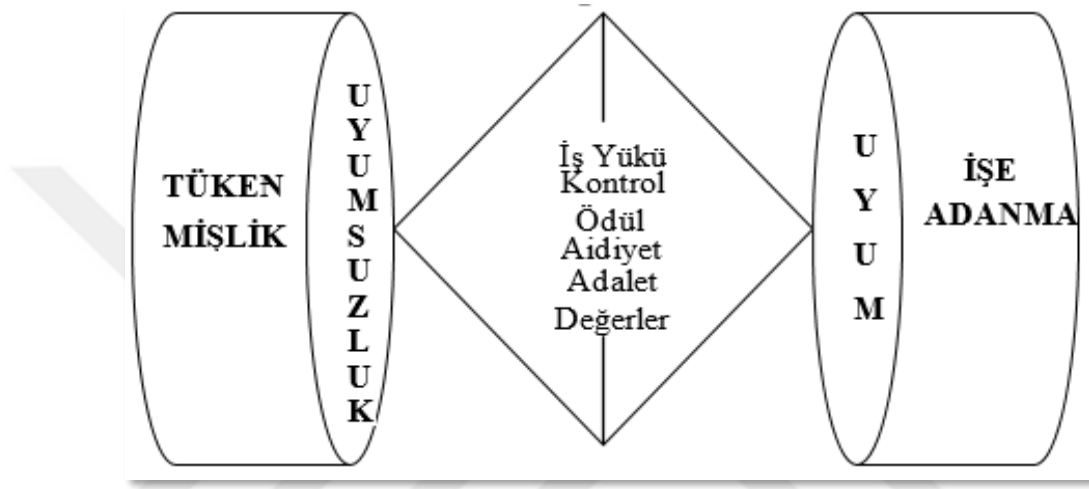 TÜKEN
MİŞLİK
UYUMSUZLUK
İş Yükü
Kontrol
Ödül
Aidiyet
Adalet
Değerler
UYUM
İŞE
ADANMA